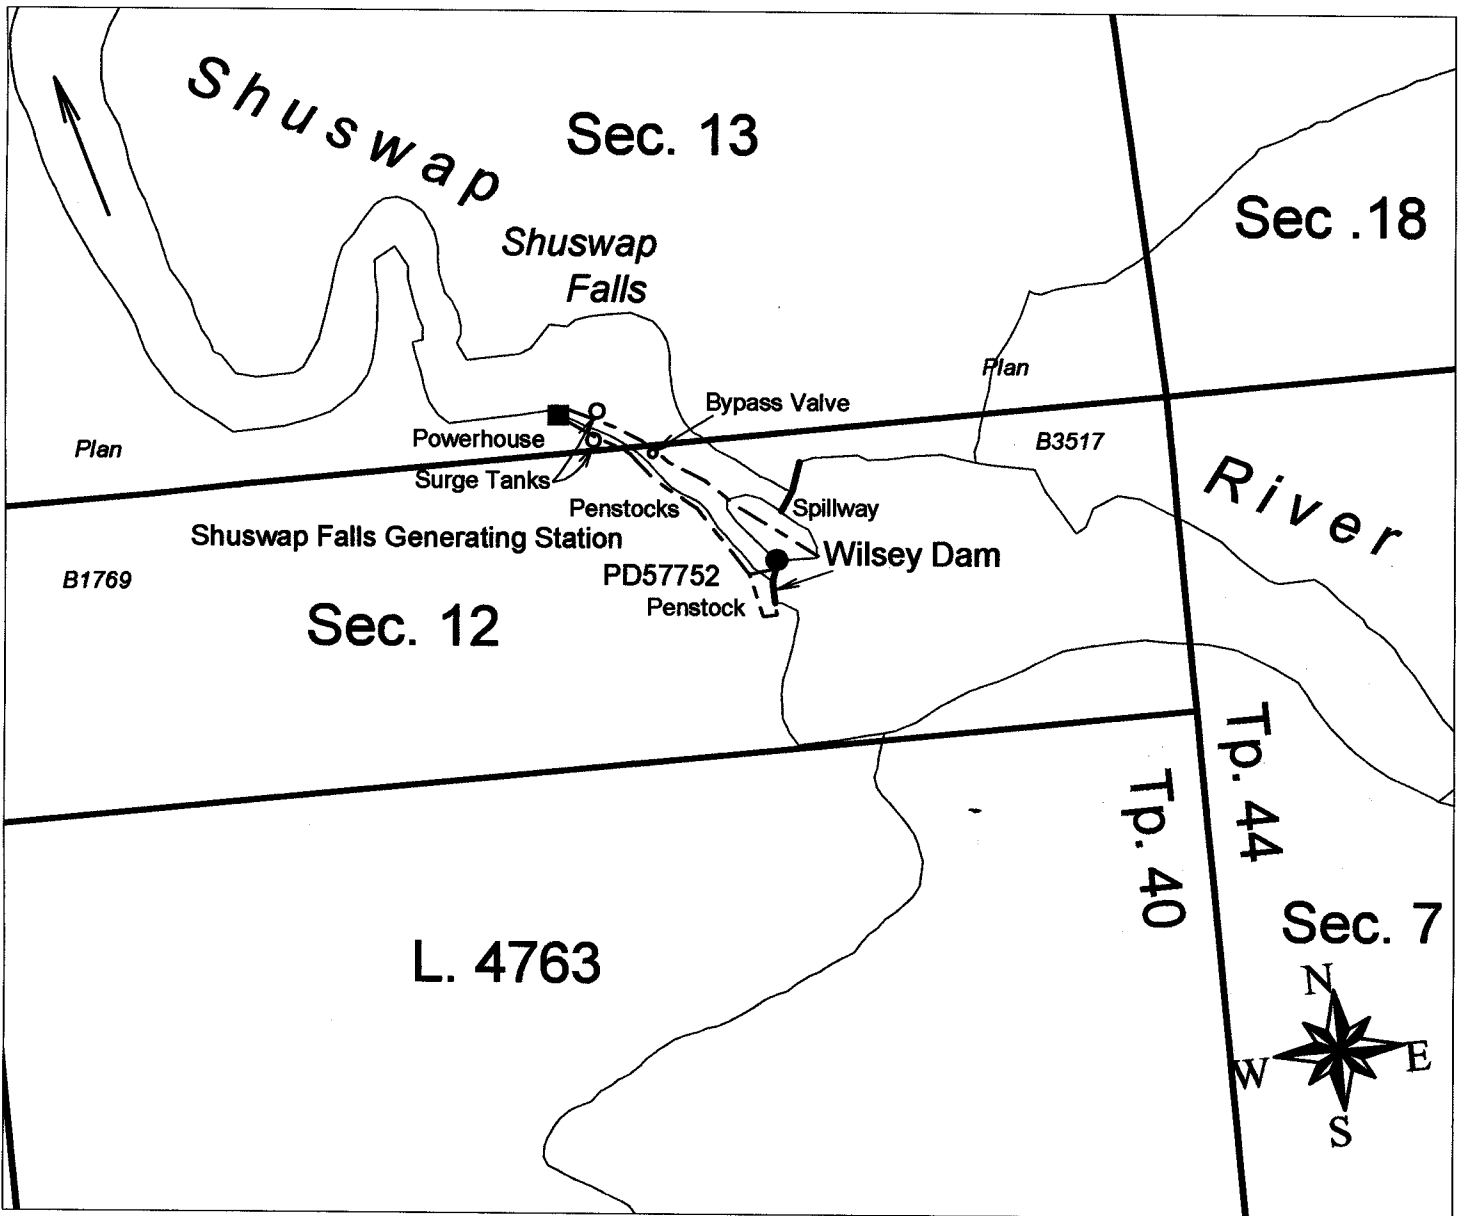 Shuswap
Sec. 13
Sec .18
Shuswap
Falls
Plan
Bypass Valve
Powerhouse
B3517
Plan
Surge Tanks
River
Penstocks
Spillway
Shuswap Falls Generating Station
Wilsey Dam
B1769
PD57752
Penstock
Sec. 12
Tp. 44
Tp. 40
Sec. 7
L. 4763
N
W
E
S